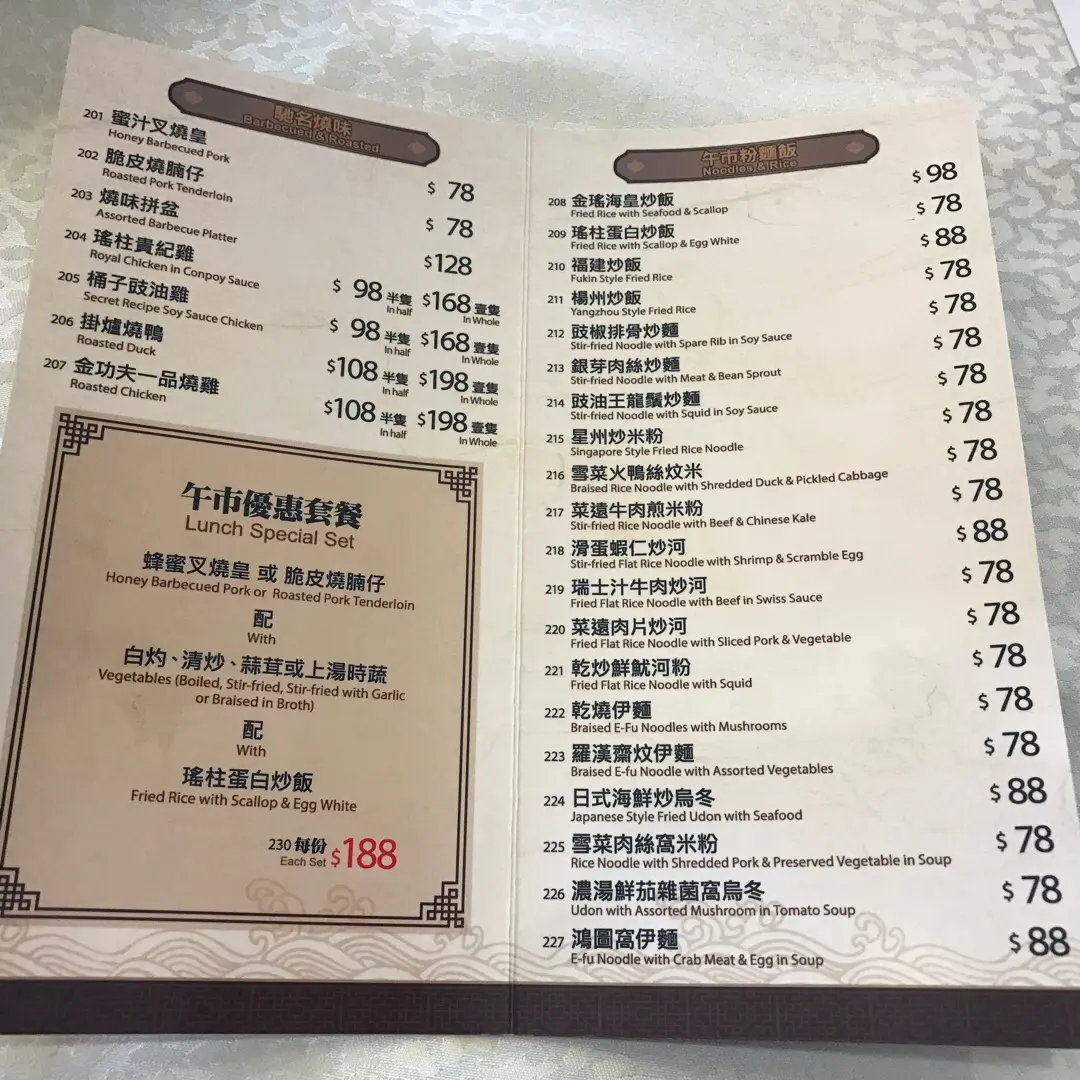 馳名燒味
Barbecued & Roasted
201 蜜汁叉燒皇 $ 78
Honey Barbecued Pork
202 脆皮燒腩仔 $ 78
Roasted Pork Tenderloin
203 燒味拼盆 $128
Assorted Barbecue Platter
204 瑤柱貴妃雞 $ 98 半隻 $168 壹隻
Royal Chicken in Conpoy Sauce In half In Whole
205 桶子豉油雞 $ 98 半隻 $168 壹隻
Secret Recipe Soy Sauce Chicken In half In Whole
206 掛爐燒鴨 $108 半隻 $198 壹隻
Roasted Duck In half In Whole
207 金功夫一品燒雞 $108 半隻 $198 壹隻
Roasted Chicken In half In Whole
午市優惠套餐
Lunch Special Set
蜂蜜叉燒皇 或 脆皮燒腩仔
Honey Barbecued Pork or Roasted Pork Tenderloin
配
With
白灼、清炒、蒜茸或上湯時蔬
Vegetables (Boiled, Stir-fried, Stir-fried with Garlic
or Braised in Broth)
配
With
瑤柱蛋白炒飯
Fried Rice with Scallop & Egg White
230 每份 $188
Each Set
午市粉麵飯
Noodles & Rice
208 金瑤海皇炒飯 $ 98
Fried Rice with Seafood & Scallop
209 瑤柱蛋白炒飯 $ 78
Fried Rice with Scallop & Egg White
210 福建炒飯 $ 88
Fukin Style Fried Rice
211 楊州炒飯 $ 78
Yangzhou Style Fried Rice
212 豉椒排骨炒麵 $ 78
Stir-fried Noodle with Spare Rib in Soy Sauce
213 銀芽肉絲炒麵 $ 78
Stir-fried Noodle with Meat & Bean Sprout
214 豉油王龍鬚炒麵 $ 78
Stir-fried Noodle with Squid in Soy Sauce
215 星州炒米粉 $ 78
Singapore Style Fried Rice Noodle
216 雪菜火鴨絲炆米 $ 78
Braised Rice Noodle with Shredded Duck & Pickled Cabbage
217 菜遠牛肉煎米粉 $ 78
Stir-fried Rice Noodle with Beef & Chinese Kale
218 滑蛋蝦仁炒河 $ 88
Stir-fried Flat Rice Noodle with Shrimp & Scramble Egg
219 瑞士汁牛肉炒河 $ 78
Fried Flat Rice Noodle with Beef in Swiss Sauce
220 菜遠肉片炒河 $ 78
Fried Flat Rice Noodle with Sliced Pork & Vegetable
221 乾炒鮮魷河粉 $ 78
Fried Flat Rice Noodle with Squid
222 乾燒伊麵 $ 78
Braised E-Fu Noodles with Mushrooms
223 羅漢齋炆伊麵 $ 78
Braised E-fu Noodle with Assorted Vegetables
224 日式海鮮炒烏冬 $ 88
Japanese Style Fried Udon with Seafood
225 雪菜肉絲窩米粉 $ 78
Rice Noodle with Shredded Pork & Preserved Vegetable in Soup
226 濃湯鮮茄雜菌窩烏冬 $ 78
Udon with Assorted Mushroom in Tomato Soup
227 鴻圖窩伊麵 $ 88
E-fu Noodle with Crab Meat & Egg in Soup